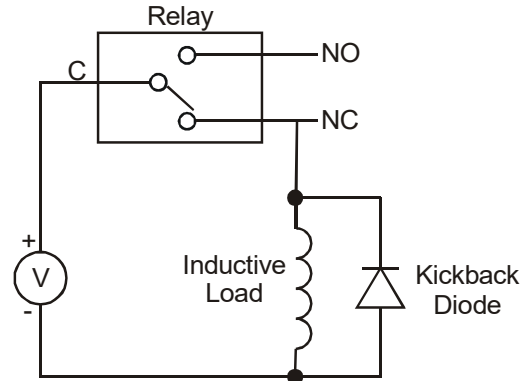 Relay
NO
C
NC
+
V
-
Inductive
Load
Kickback
Diode